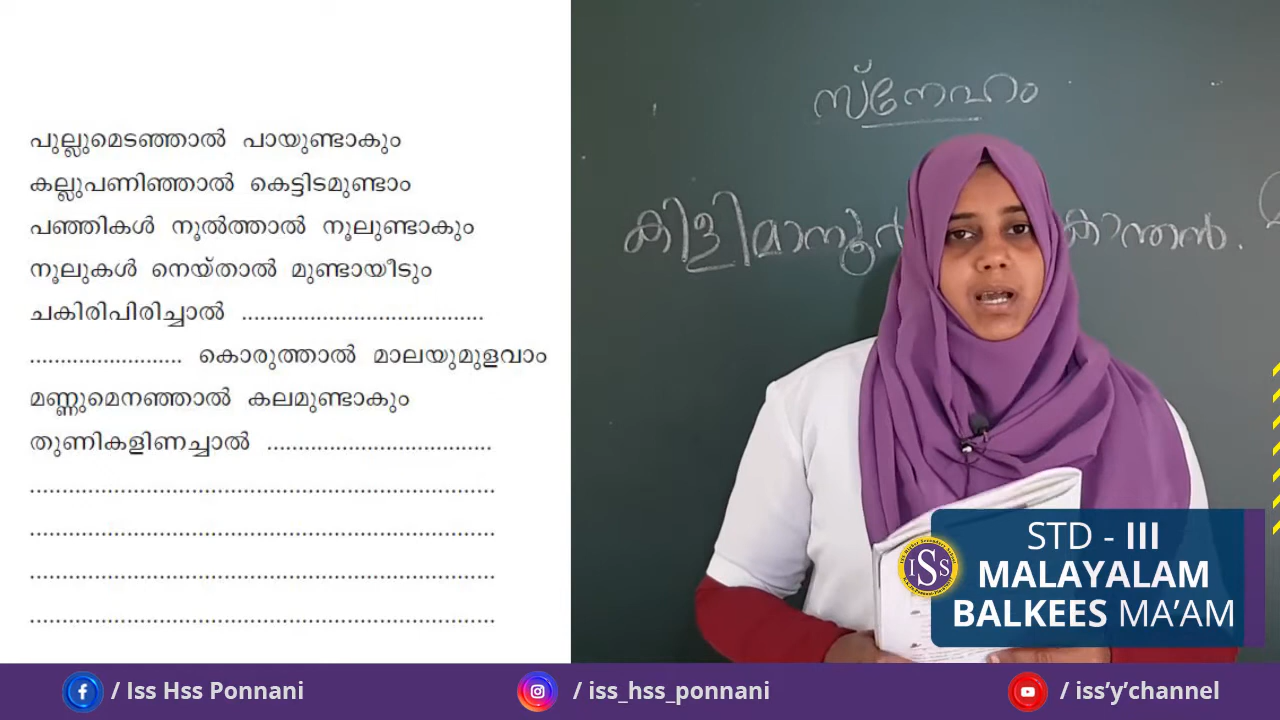 പുല്ലുമെടഞ്ഞാൽ പായുണ്ടാകും
കല്ലുപണിഞ്ഞാൽ കെട്ടിടമുണ്ടാം
പഞ്ഞികൾ നൂൽത്താൽ നൂലുണ്ടാകും
നൂലുകൾ നെയ്താൽ മുണ്ടായീടും
ചകിരിപിരിച്ചാൽ .......................................
......................... കൊരുത്താൽ മാലയുമുളവാം
മണ്ണുമെനഞ്ഞാൽ കലമുണ്ടാകും
തുണികളിണച്ചാൽ ....................................
...........................................................................
...........................................................................
...........................................................................
...........................................................................
സ്നേഹം
കിളിമാനൂർ കാന്തൻ.
ISS
STD - III
MALAYALAM
BALKEES MA'AM
/ Iss Hss Ponnani
/ iss_hss_ponnani
/ iss'y'channel